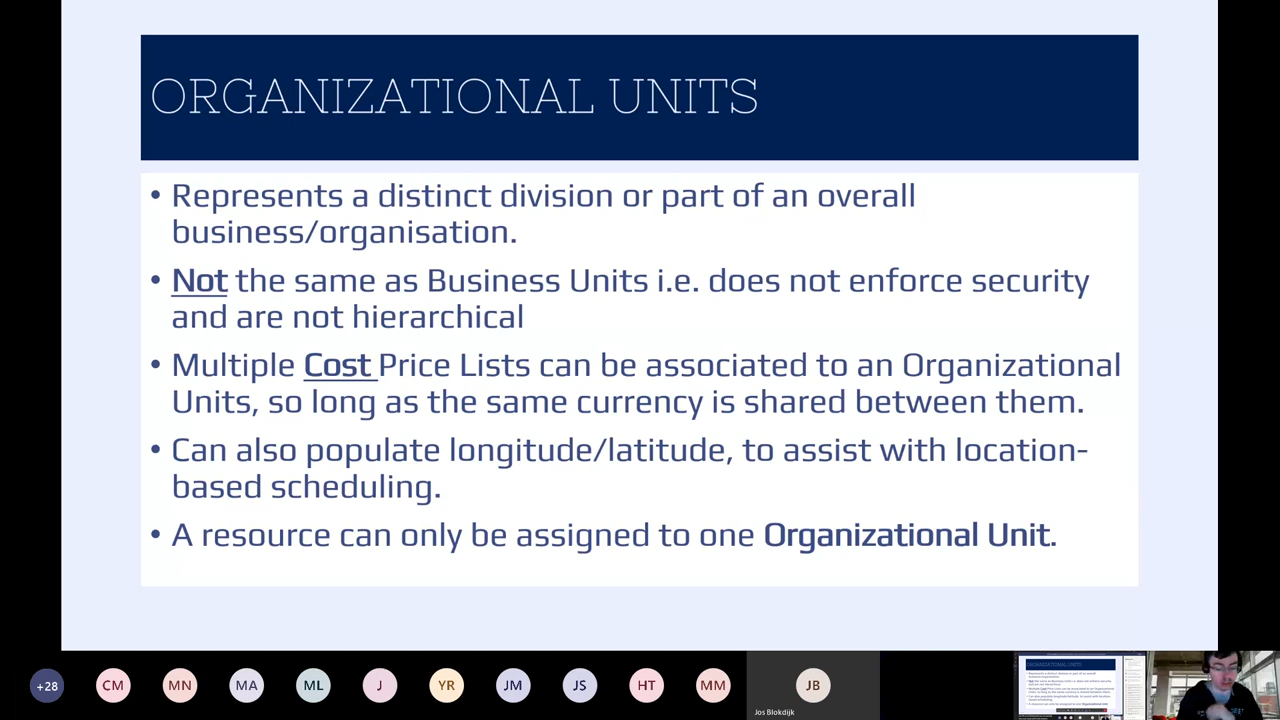 ORGANIZATIONAL UNITS
• Represents a distinct division or part of an overall
business/organisation.
• Not the same as Business Units i.e. does not enforce security
and are not hierarchical
• Multiple Cost Price Lists can be associated to an Organizational
Units, so long as the same currency is shared between them.
• Can also populate longitude/latitude, to assist with location-
based scheduling.
• A resource can only be assigned to one Organizational Unit.
+28 CM MN MA ML I R JM JS HT MM JB
Jos Blokdijk
ORGANIZATIONAL UNITS